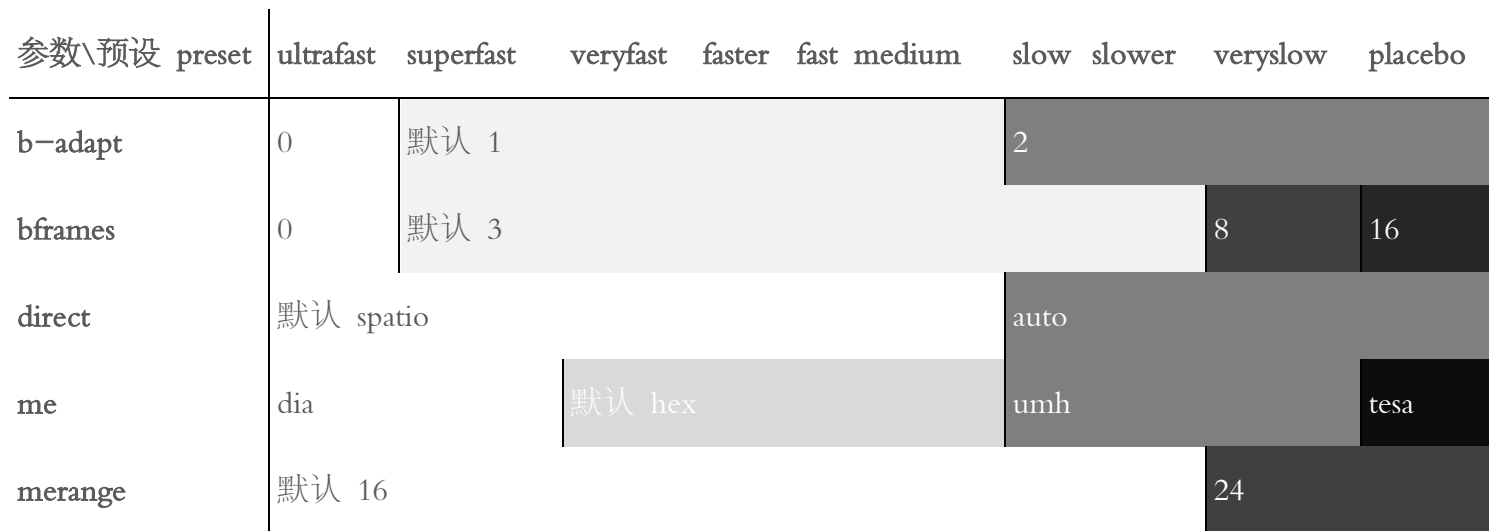 参数\预设 preset ultrafast superfast veryfast faster fast medium slow slower veryslow placebo
b-adapt 0 默认 1 2
bframes 0 默认 3 8 16
direct 默认 spatio auto
me dia 默认 hex umh tesa
merange 默认 16 24